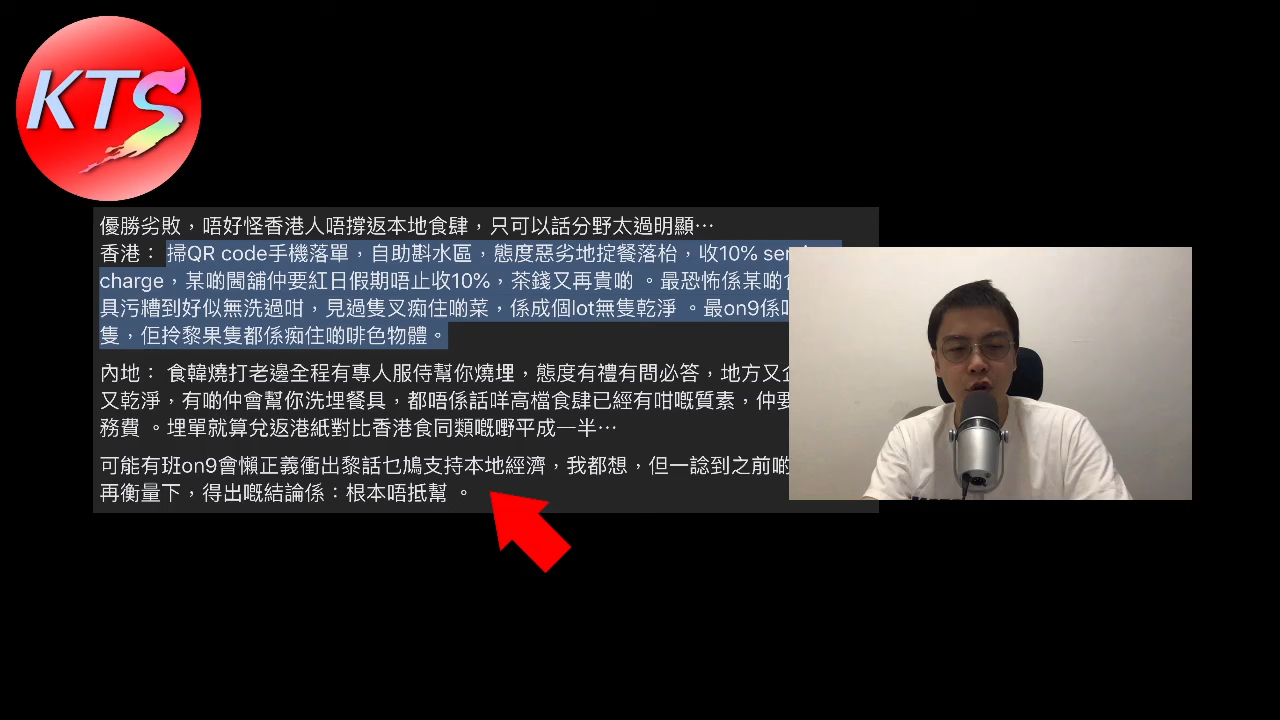 KTS
優勝劣敗，唔好怪香港人唔撐返本地食肆，只可以話分野太過明顯⋯
香港： 掃QR code手機落單，自助斟水區，態度惡劣地掟餐落枱，收10%
charge，某啲閪舖仲要紅日假期唔止收10%，茶錢又再貴啲 。最恐怖係某啲
具污糟到好似無洗過咁，見過隻叉痴住啲菜，係成個lot無隻乾淨 。最on9係
隻，佢拎黎果隻都係痴住啲啡色物體。
內地： 食韓燒打老邊全程有專人服侍幫你燒埋，態度有禮有問必答，地方又
又乾淨，有啲仲會幫你洗埋餐具，都唔係話咩高檔食肆已經有咁嘅質素，仲要
務費 。埋單就算兌返港紙對比香港食同類嘅嘢平成一半⋯
可能有班on9會懶正義衝出黎話乜鳩支持本地經濟，我都想，但一諗到之前啲
再衡量下，得出嘅結論係：根本唔抵幫 。